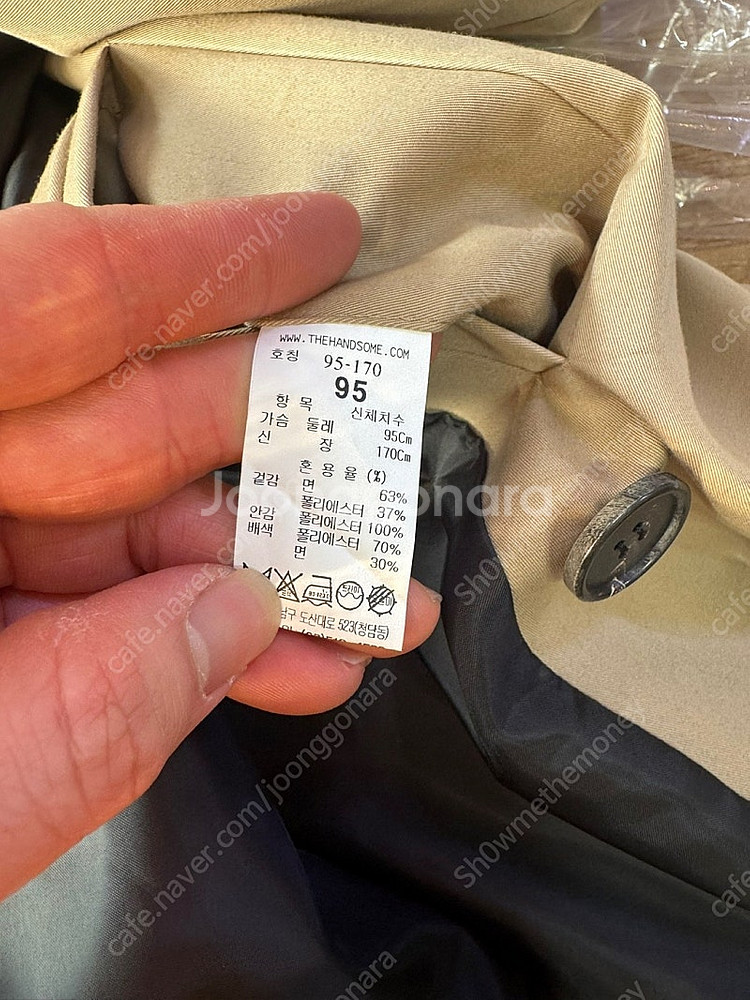 WWW.THEHANDSOME.COM
호칭 95-170
95
항 목 신체치수
가슴 둘레 95Cm
신 장 170Cm
혼 용 율 (%)
겉감 면 63%
폴리에스터 37%
안감 폴리에스터 100%
배색 폴리에스터 70%
면 30%
남구 도산대로 523(청담동)
Joonggonara
cafe.naver.com/joonggonara
Sh0wmethemoney